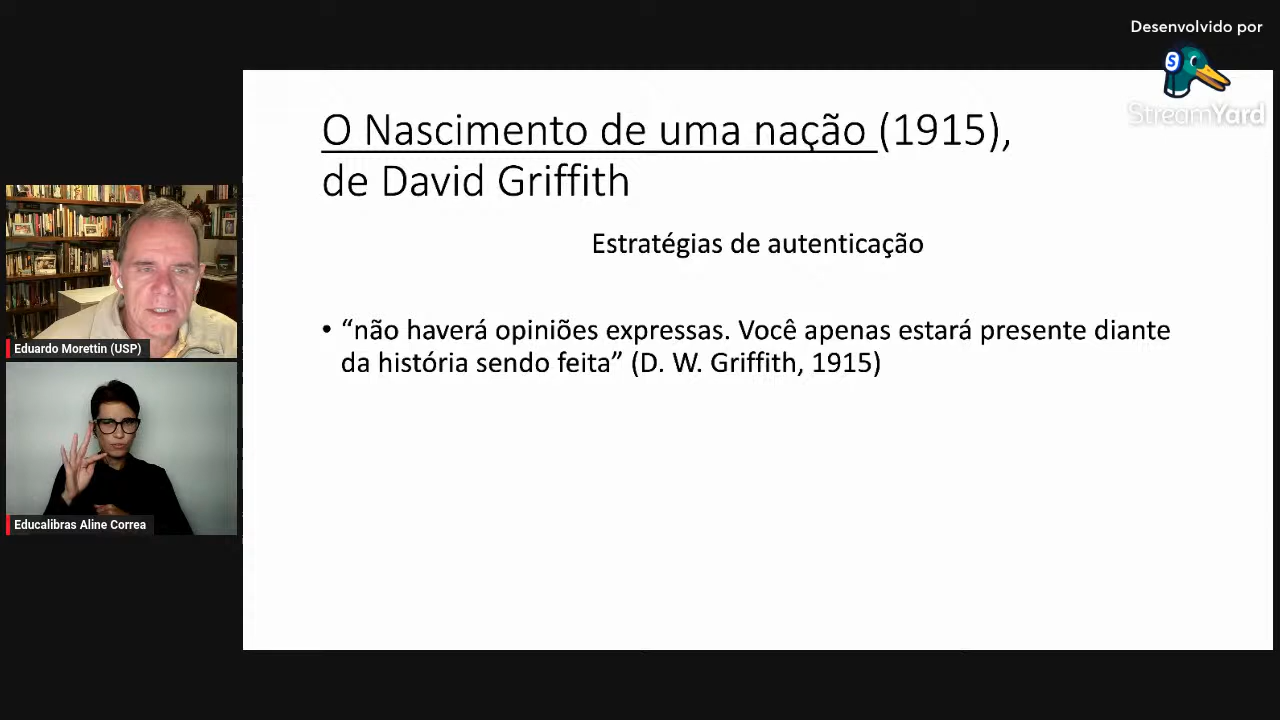 Desenvolvido por
S
StreamYard
O Nascimento de uma nação (1915),
de David Griffith
Estratégias de autenticação
• “não haverá opiniões expressas. Você apenas estará presente diante
da história sendo feita” (D. W. Griffith, 1915)
Eduardo Morettin (USP)
Educalibras Aline Correa